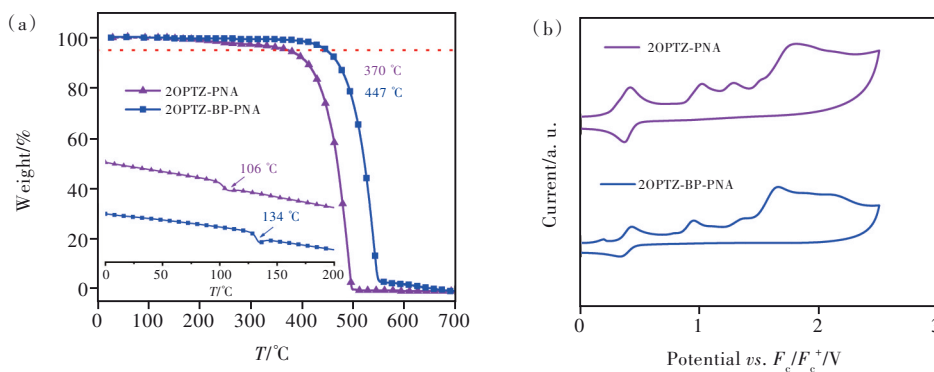 (a)
100
80
60
40
20
0
Weight/%
370 ℃
447 ℃
2OPTZ-PNA
2OPTZ-BP-PNA
106 ℃
134 ℃
0 50 100 150 200
T/℃
0 100 200 300 400 500 600 700
T/℃
(b)
2OPTZ-PNA
2OPTZ-BP-PNA
Current/a. u.
0 1 2 3
Potential vs. Fc/Fc+/V